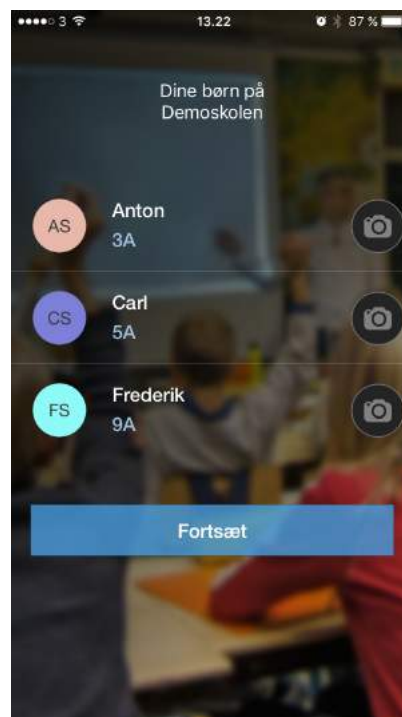 3 13.22 87 %
Dine børn på
Demoskolen
AS Anton
3A
CS Carl
5A
FS Frederik
9A
Fortsæt